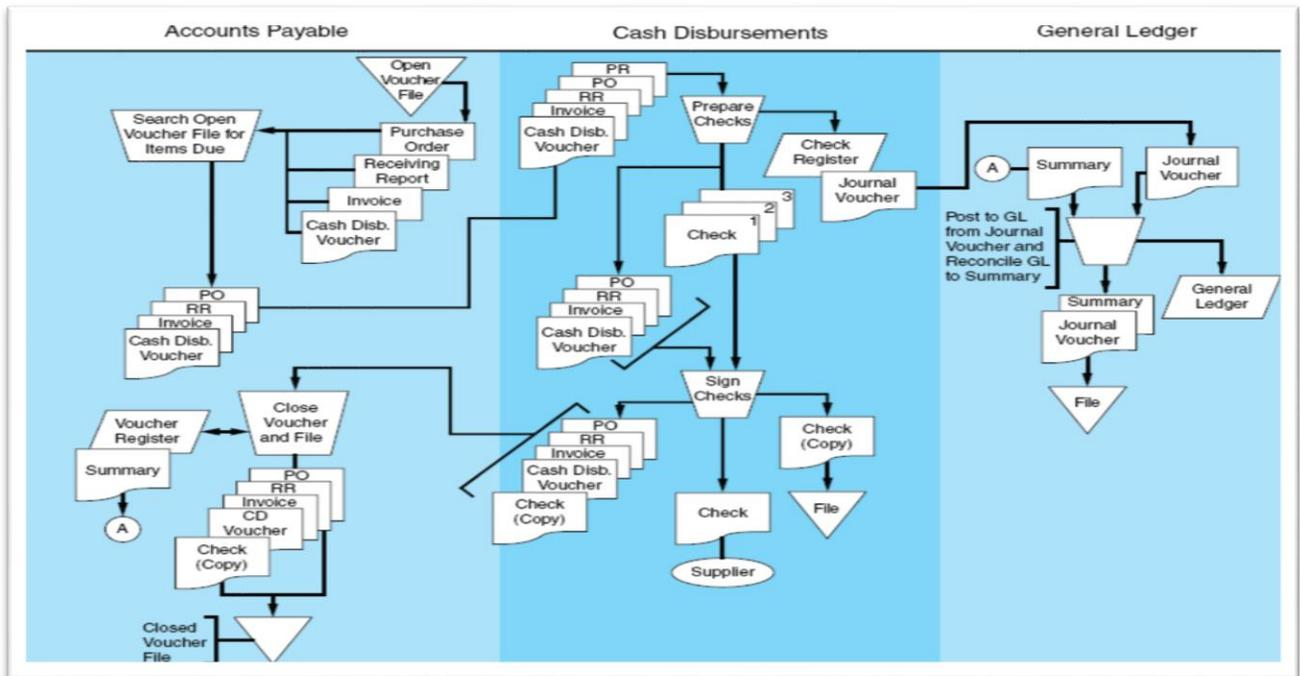 Accounts Payable
Cash Disbursements
General Ledger
Open
Voucher
File
Search Open
Voucher File for
Items Due
Purchase
Order
Receiving
Report
Invoice
Cash Disb.
Voucher
PO
RR
Invoice
Cash Disb.
Voucher
Close
Voucher
and File
Voucher
Register
Summary
A
PO
RR
Invoice
CD
Voucher
Check
(Copy)
Closed
Voucher
File
PR
PO
RR
Invoice
Cash Disb.
Voucher
Prepare
Checks
Check
Register
Journal
Voucher
3
2
1
Check
PO
RR
Invoice
Cash Disb.
Voucher
Sign
Checks
PO
RR
Invoice
Cash Disb.
Voucher
Check
(Copy)
Check
Supplier
Check
(Copy)
File
A
Summary
Journal
Voucher
Post to GL
from Journal
Voucher and
Reconcile GL
to Summary
General
Ledger
Summary
Journal
Voucher
File